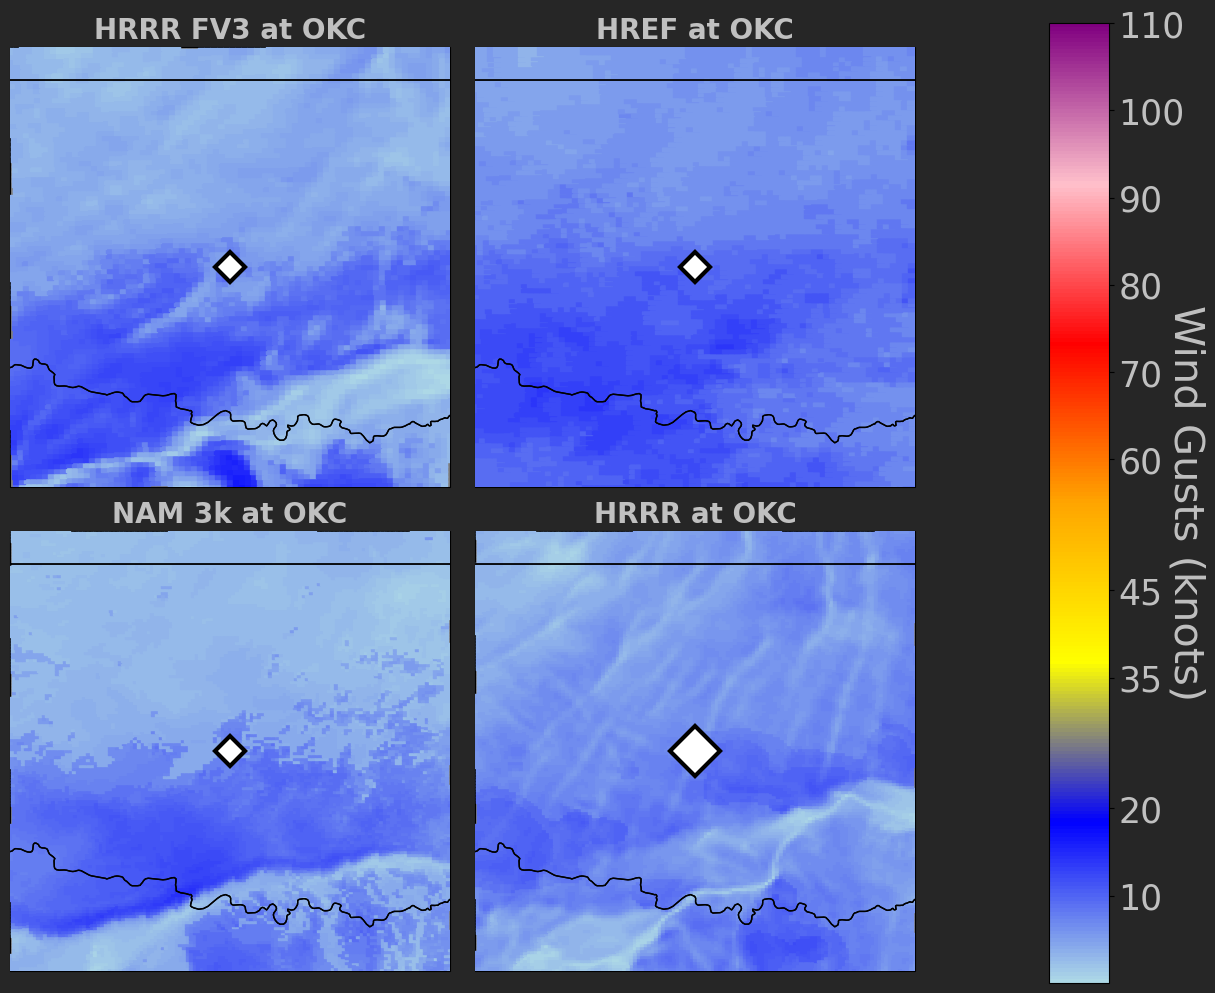 HRRR FV3 at OKC
HREF at OKC
NAM 3k at OKC
HRRR at OKC
110
100
90
80
70
60
45
35
20
10
Wind Gusts (knots)